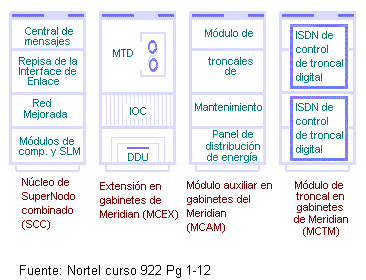 Central de
mensajes
Repisa de la
Interface de
Enlace
Red
Mejorada
Módulos de
comp. y SLM
Núcleo de
SuperNodo
combinado
(SCC)
MTD
IOC
DDU
Extensión en
gabinetes de
Meridian (MCEX)
Módulo de
troncales
de
Mantenimiento
Panel de
distribución
de energía
Módulo auxiliar en
gabinetes del
Meridian
(MCAM)
ISDN de
control
de troncal
digital
ISDN de
control
de troncal
digital
Módulo de
troncal en
gabinetes
de Meridian
(MCTM)
Fuente: Nortel curso 922 Pg 1-12